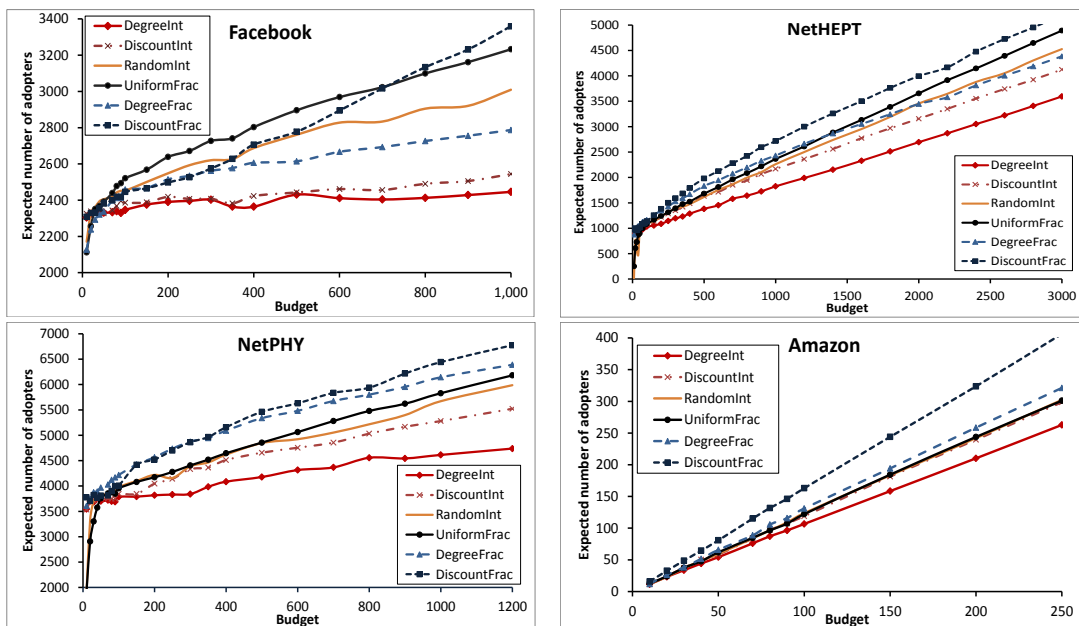 Facebook
Expected number of adopters
3400
3200
3000
2800
2600
2400
2200
2000
DegreeInt
DiscountInt
RandomInt
UniformFrac
DegreeFrac
DiscountFrac
0 200 400 600 800 1,000
Budget
NetHEPT
Expected number of adopters
5000
4500
4000
3500
3000
2500
2000
1500
1000
500
0
DegreeInt
DiscountInt
RandomInt
UniformFrac
DegreeFrac
DiscountFrac
0 500 1000 1500 2000 2500 3000
Budget
NetPHY
Expected number of adopters
7000
6500
6000
5500
5000
4500
4000
3500
3000
2500
2000
DegreeInt
DiscountInt
RandomInt
UniformFrac
DegreeFrac
DiscountFrac
0 200 400 600 800 1000 1200
Budget
Amazon
Expected number of adopters
400
350
300
250
200
150
100
50
0
DegreeInt
DiscountInt
RandomInt
UniformFrac
DegreeFrac
DiscountFrac
0 50 100 150 200 250
Budget